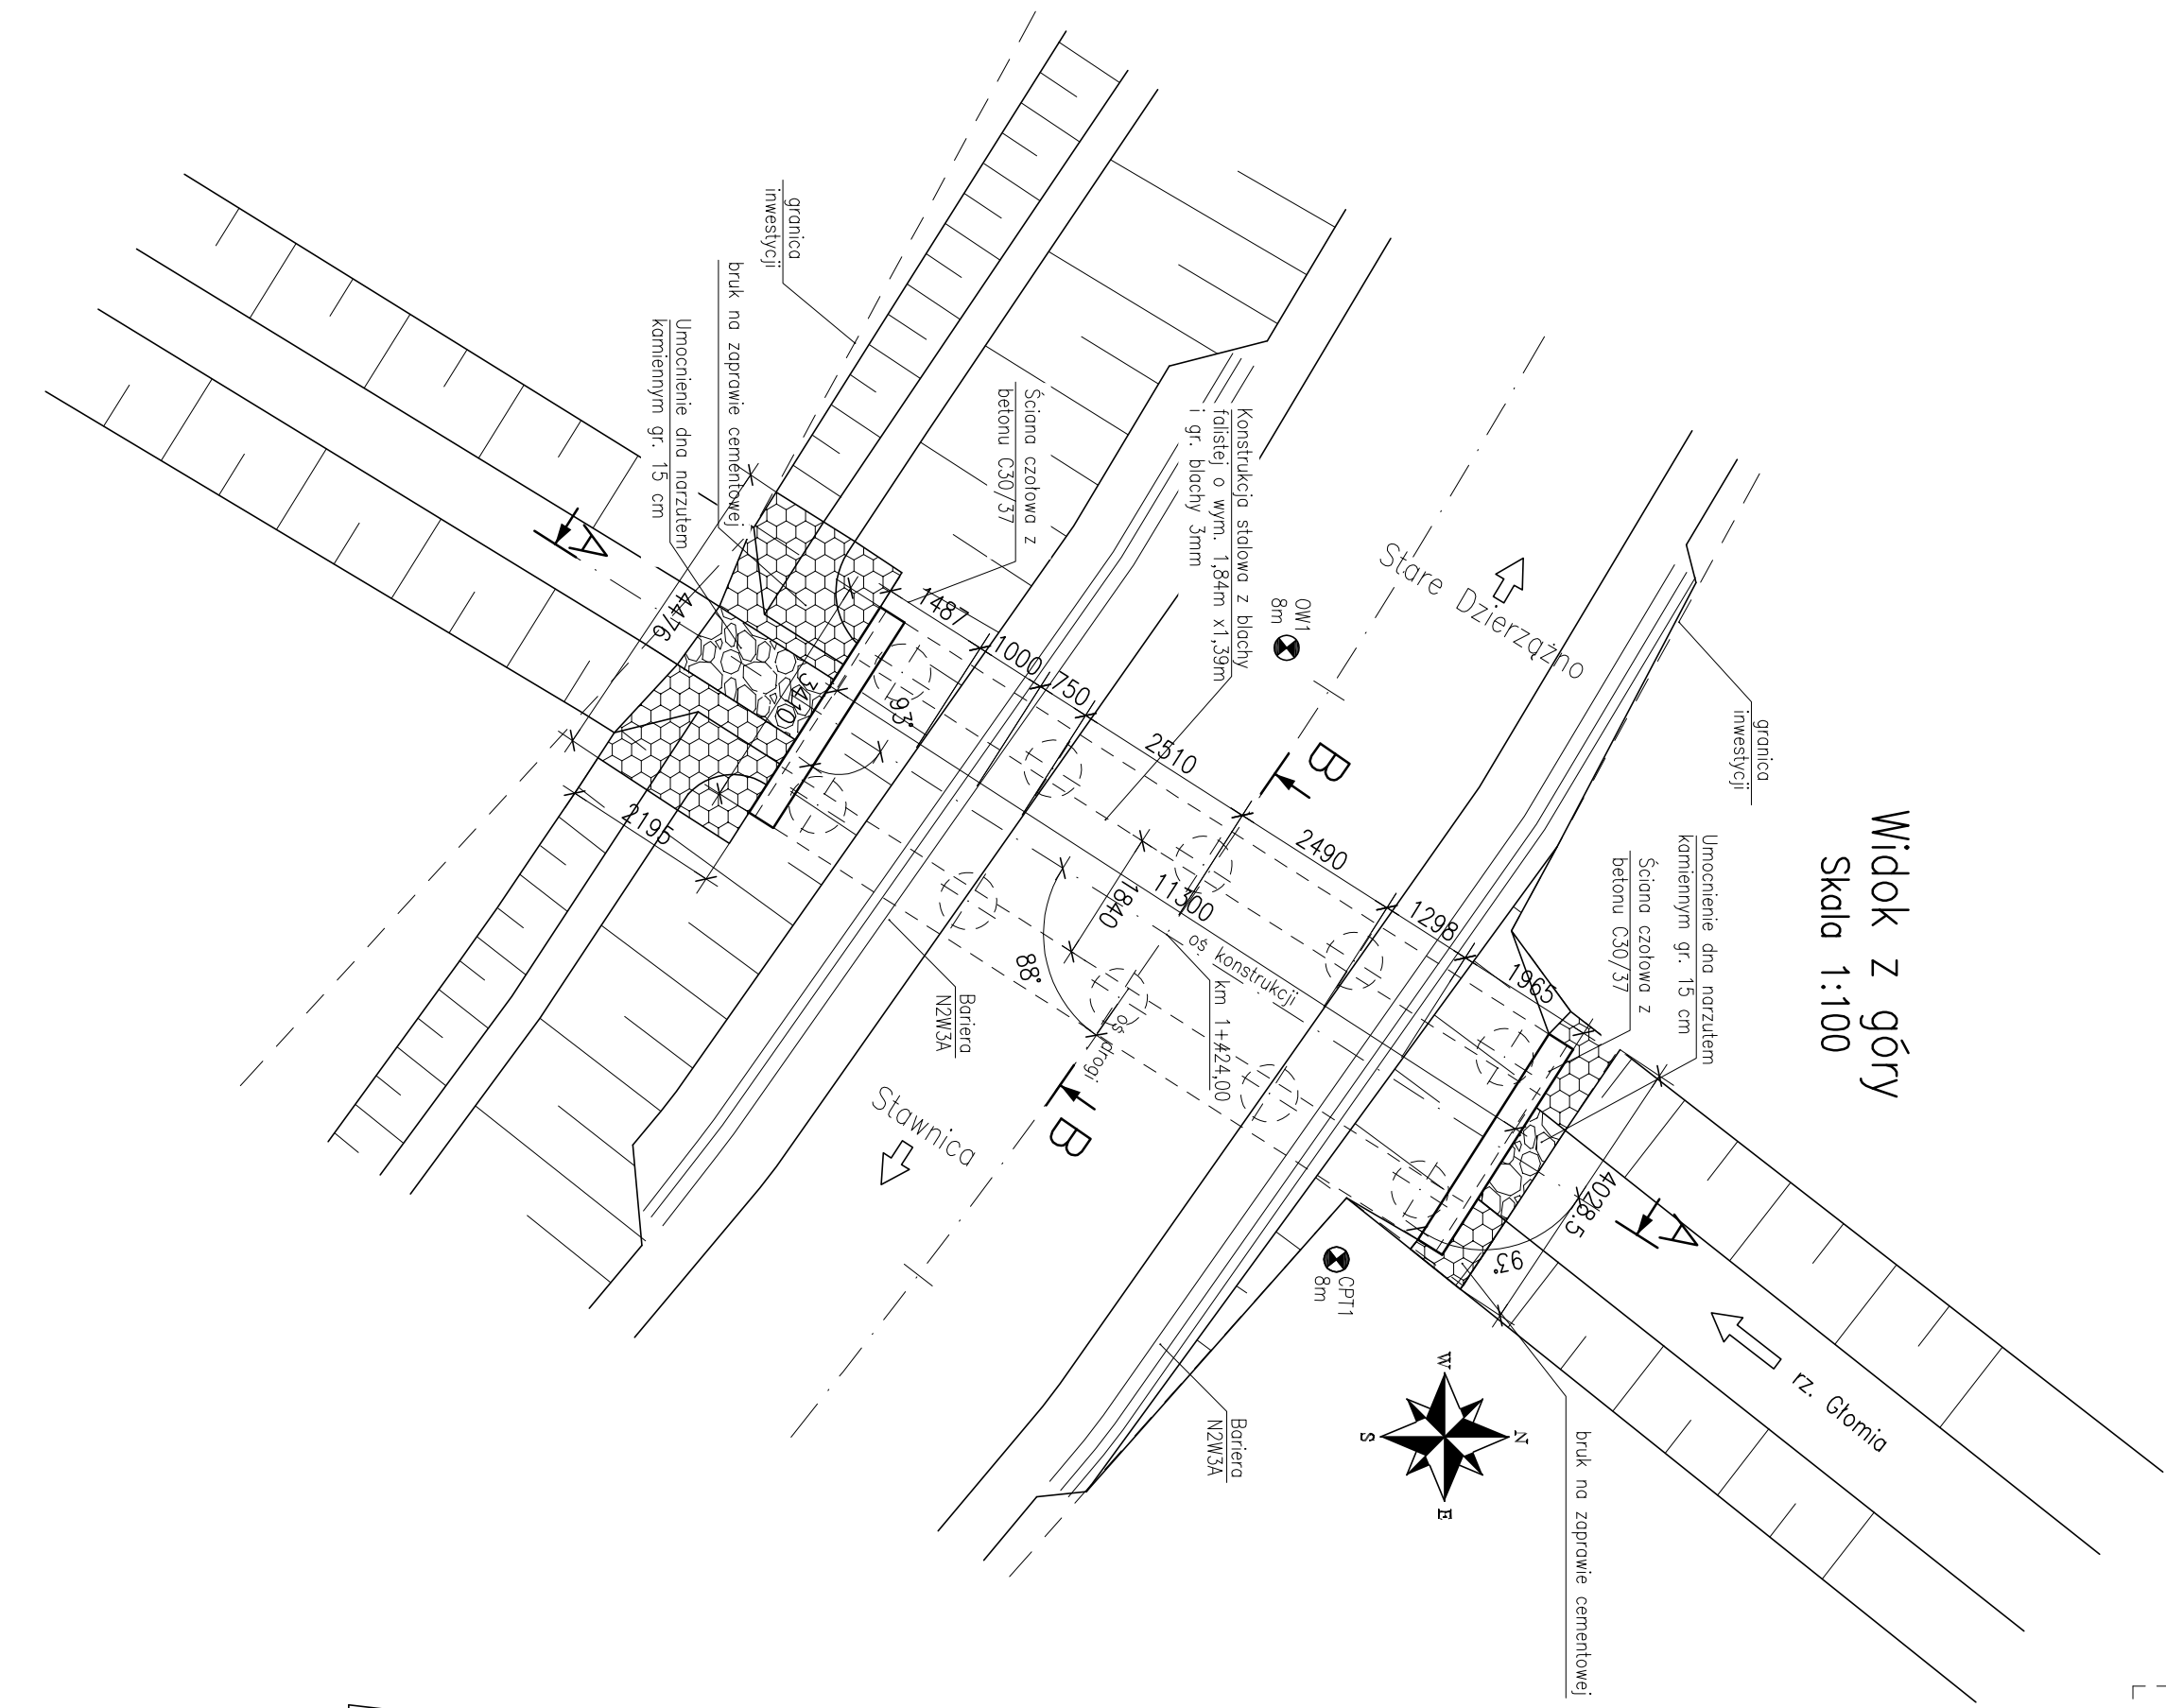 Widok z góry
Skala 1:100
granica
inwestycji
Umocnienie dna narzutem
kamiennym gr. 15 cm
Ściana czołowa z
betonu C30/37
bruk na zaprawie cementowej
rz. Głomia
Stare Dzierzążno
OW1
8m
CPT1
8m
Konstrukcja stalowa z blachy
falistej o wym. 1,84m x1,39m
i gr. blachy 3mm
Ściana czołowa z
betonu C30/37
granica
inwestycji
bruk na zaprawie cementowej
Umocnienie dna narzutem
kamiennym gr. 15 cm
A
A
B
B
1487
1000
750
2510
2490
1298
1965
11300
1840
3440
4476
2195
4028.5
93°
88°
93°
oś konstrukcji
oś drogi
km 1+424,00
Bariera
N2W3A
Bariera
N2W3A
Stawnica
W
N
S
E